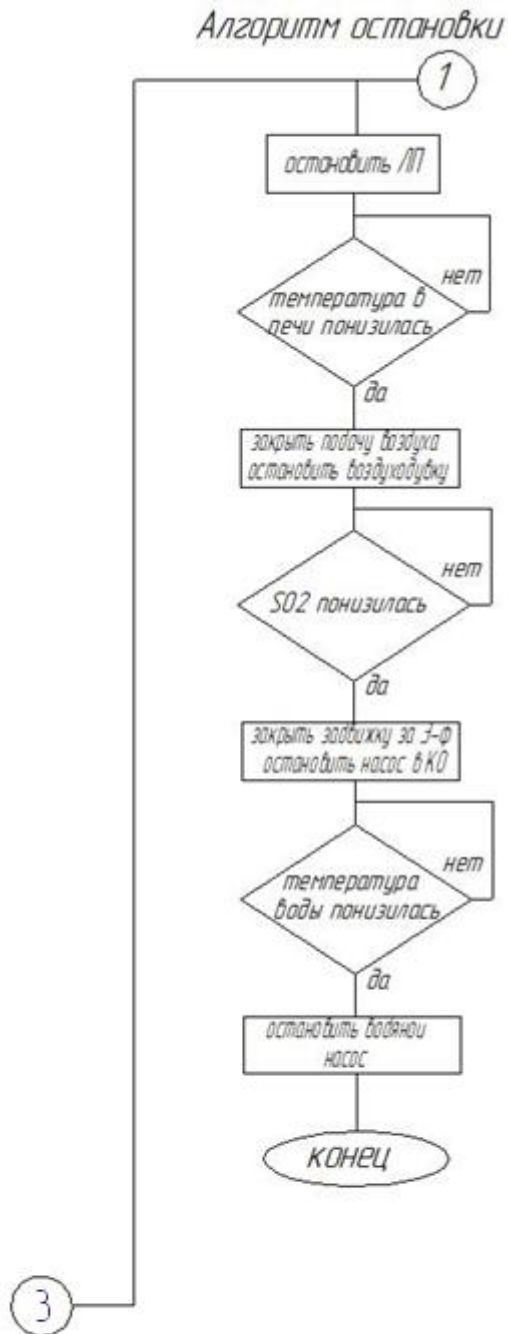 Алгоритм остановки
1
остановить ЛП
нет
температура в
печи понизилась
да
закрыть подачу воздуха
остановить воздуходувку
нет
SO2 понизилась
да
закрыть задвижку за 3-ф
остановить насос в КО
нет
температура
воды понизилась
да
остановить водяной
насос
конец
3